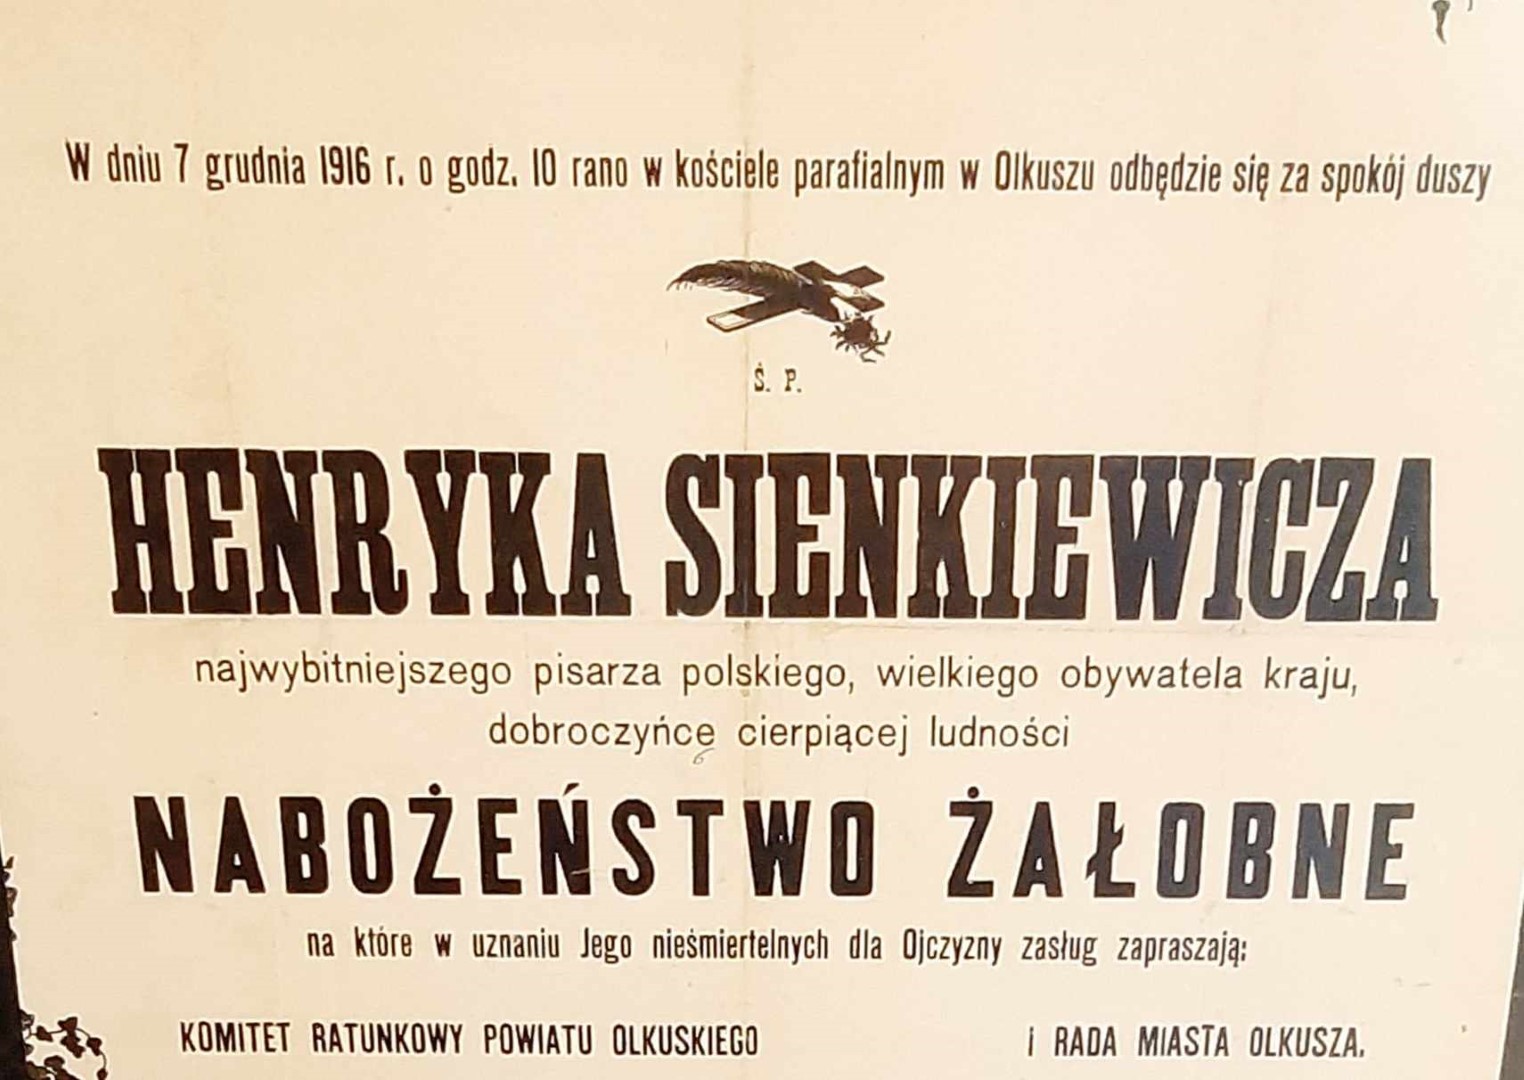 W dniu 7 grudnia 1916 r. o godz. 10 rano w kościele parafialnym w Olkuszu odbędzie się za spokój duszy
Ś. P.
HENRYKA SIENKIEWICZA
najwybitniejszego pisarza polskiego, wielkiego obywatela kraju,
dobroczyńcę cierpiącej ludności
NABOŻEŃSTWO ŻAŁOBNE
na które w uznaniu Jego nieśmiertelnych dla Ojczyzny zasług zapraszają:
KOMITET RATUNKOWY POWIATU OLKUSKIEGO i RADA MIASTA OLKUSZA.